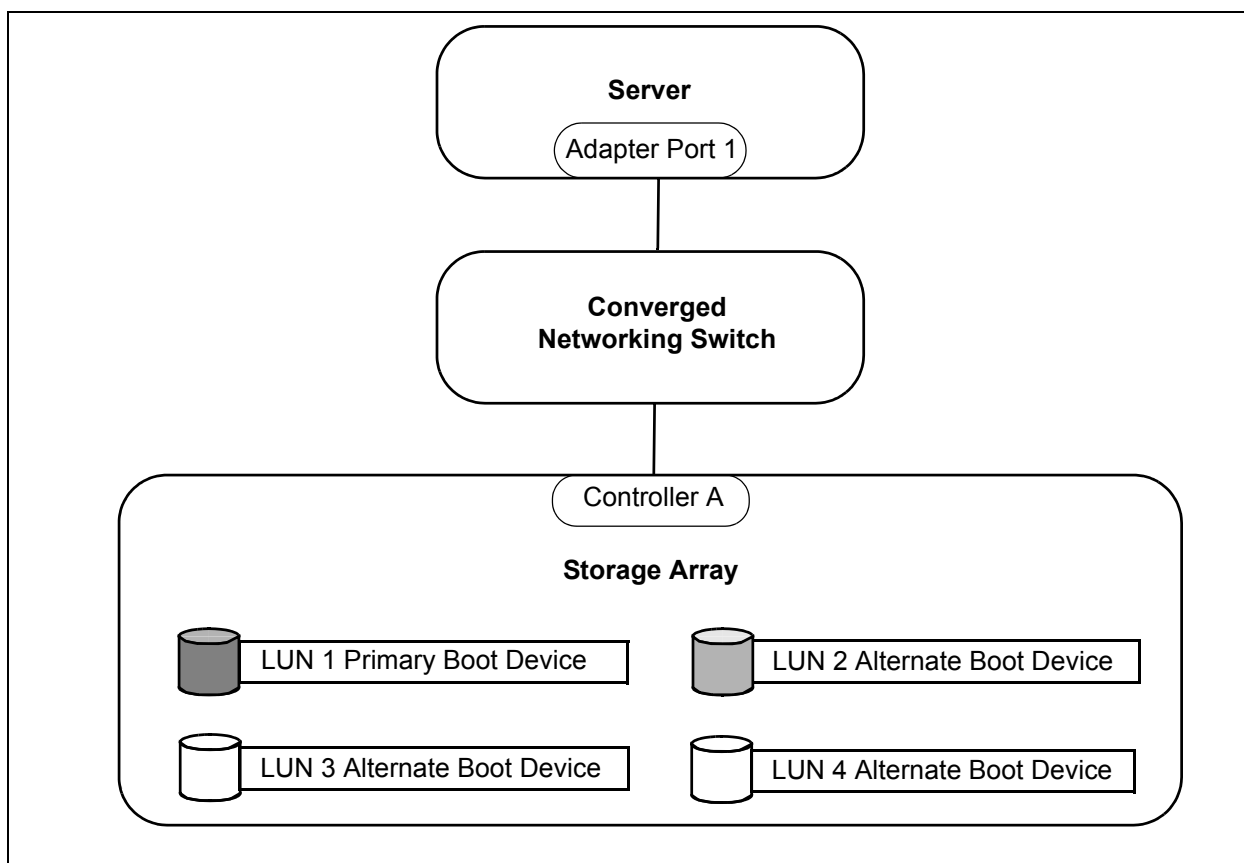 Server
Adapter Port 1
Converged
Networking Switch
Controller A
Storage Array
LUN 1 Primary Boot Device
LUN 2 Alternate Boot Device
LUN 3 Alternate Boot Device
LUN 4 Alternate Boot Device